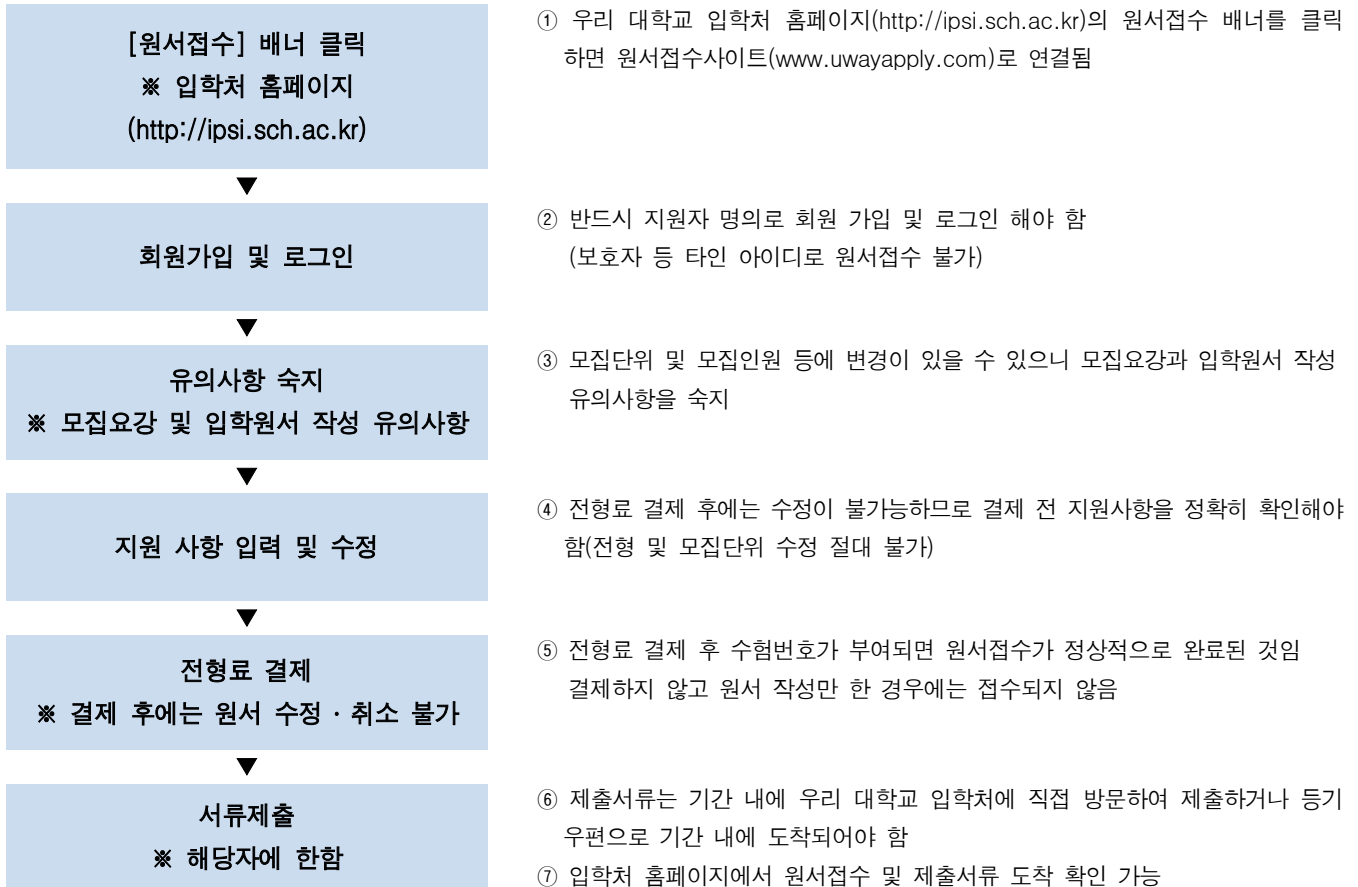 [원서접수] 배너 클릭
※ 입학처 홈페이지
(http://ipsi.sch.ac.kr)
① 우리 대학교 입학처 홈페이지(http://ipsi.sch.ac.kr)의 원서접수 배너를 클릭
하면 원서접수사이트(www.uwayapply.com)로 연결됨
▼
회원가입 및 로그인
② 반드시 지원자 명의로 회원 가입 및 로그인 해야 함
(보호자 등 타인 아이디로 원서접수 불가)
▼
유의사항 숙지
※ 모집요강 및 입학원서 작성 유의사항
③ 모집단위 및 모집인원 등에 변경이 있을 수 있으니 모집요강과 입학원서 작성
유의사항을 숙지
▼
지원 사항 입력 및 수정
④ 전형료 결제 후에는 수정이 불가능하므로 결제 전 지원사항을 정확히 확인해야
함(전형 및 모집단위 수정 절대 불가)
▼
전형료 결제
※ 결제 후에는 원서 수정 · 취소 불가
⑤ 전형료 결제 후 수험번호가 부여되면 원서접수가 정상적으로 완료된 것임
결제하지 않고 원서 작성만 한 경우에는 접수되지 않음
▼
서류제출
※ 해당자에 한함
⑥ 제출서류는 기간 내에 우리 대학교 입학처에 직접 방문하여 제출하거나 등기
우편으로 기간 내에 도착되어야 함
⑦ 입학처 홈페이지에서 원서접수 및 제출서류 도착 확인 가능